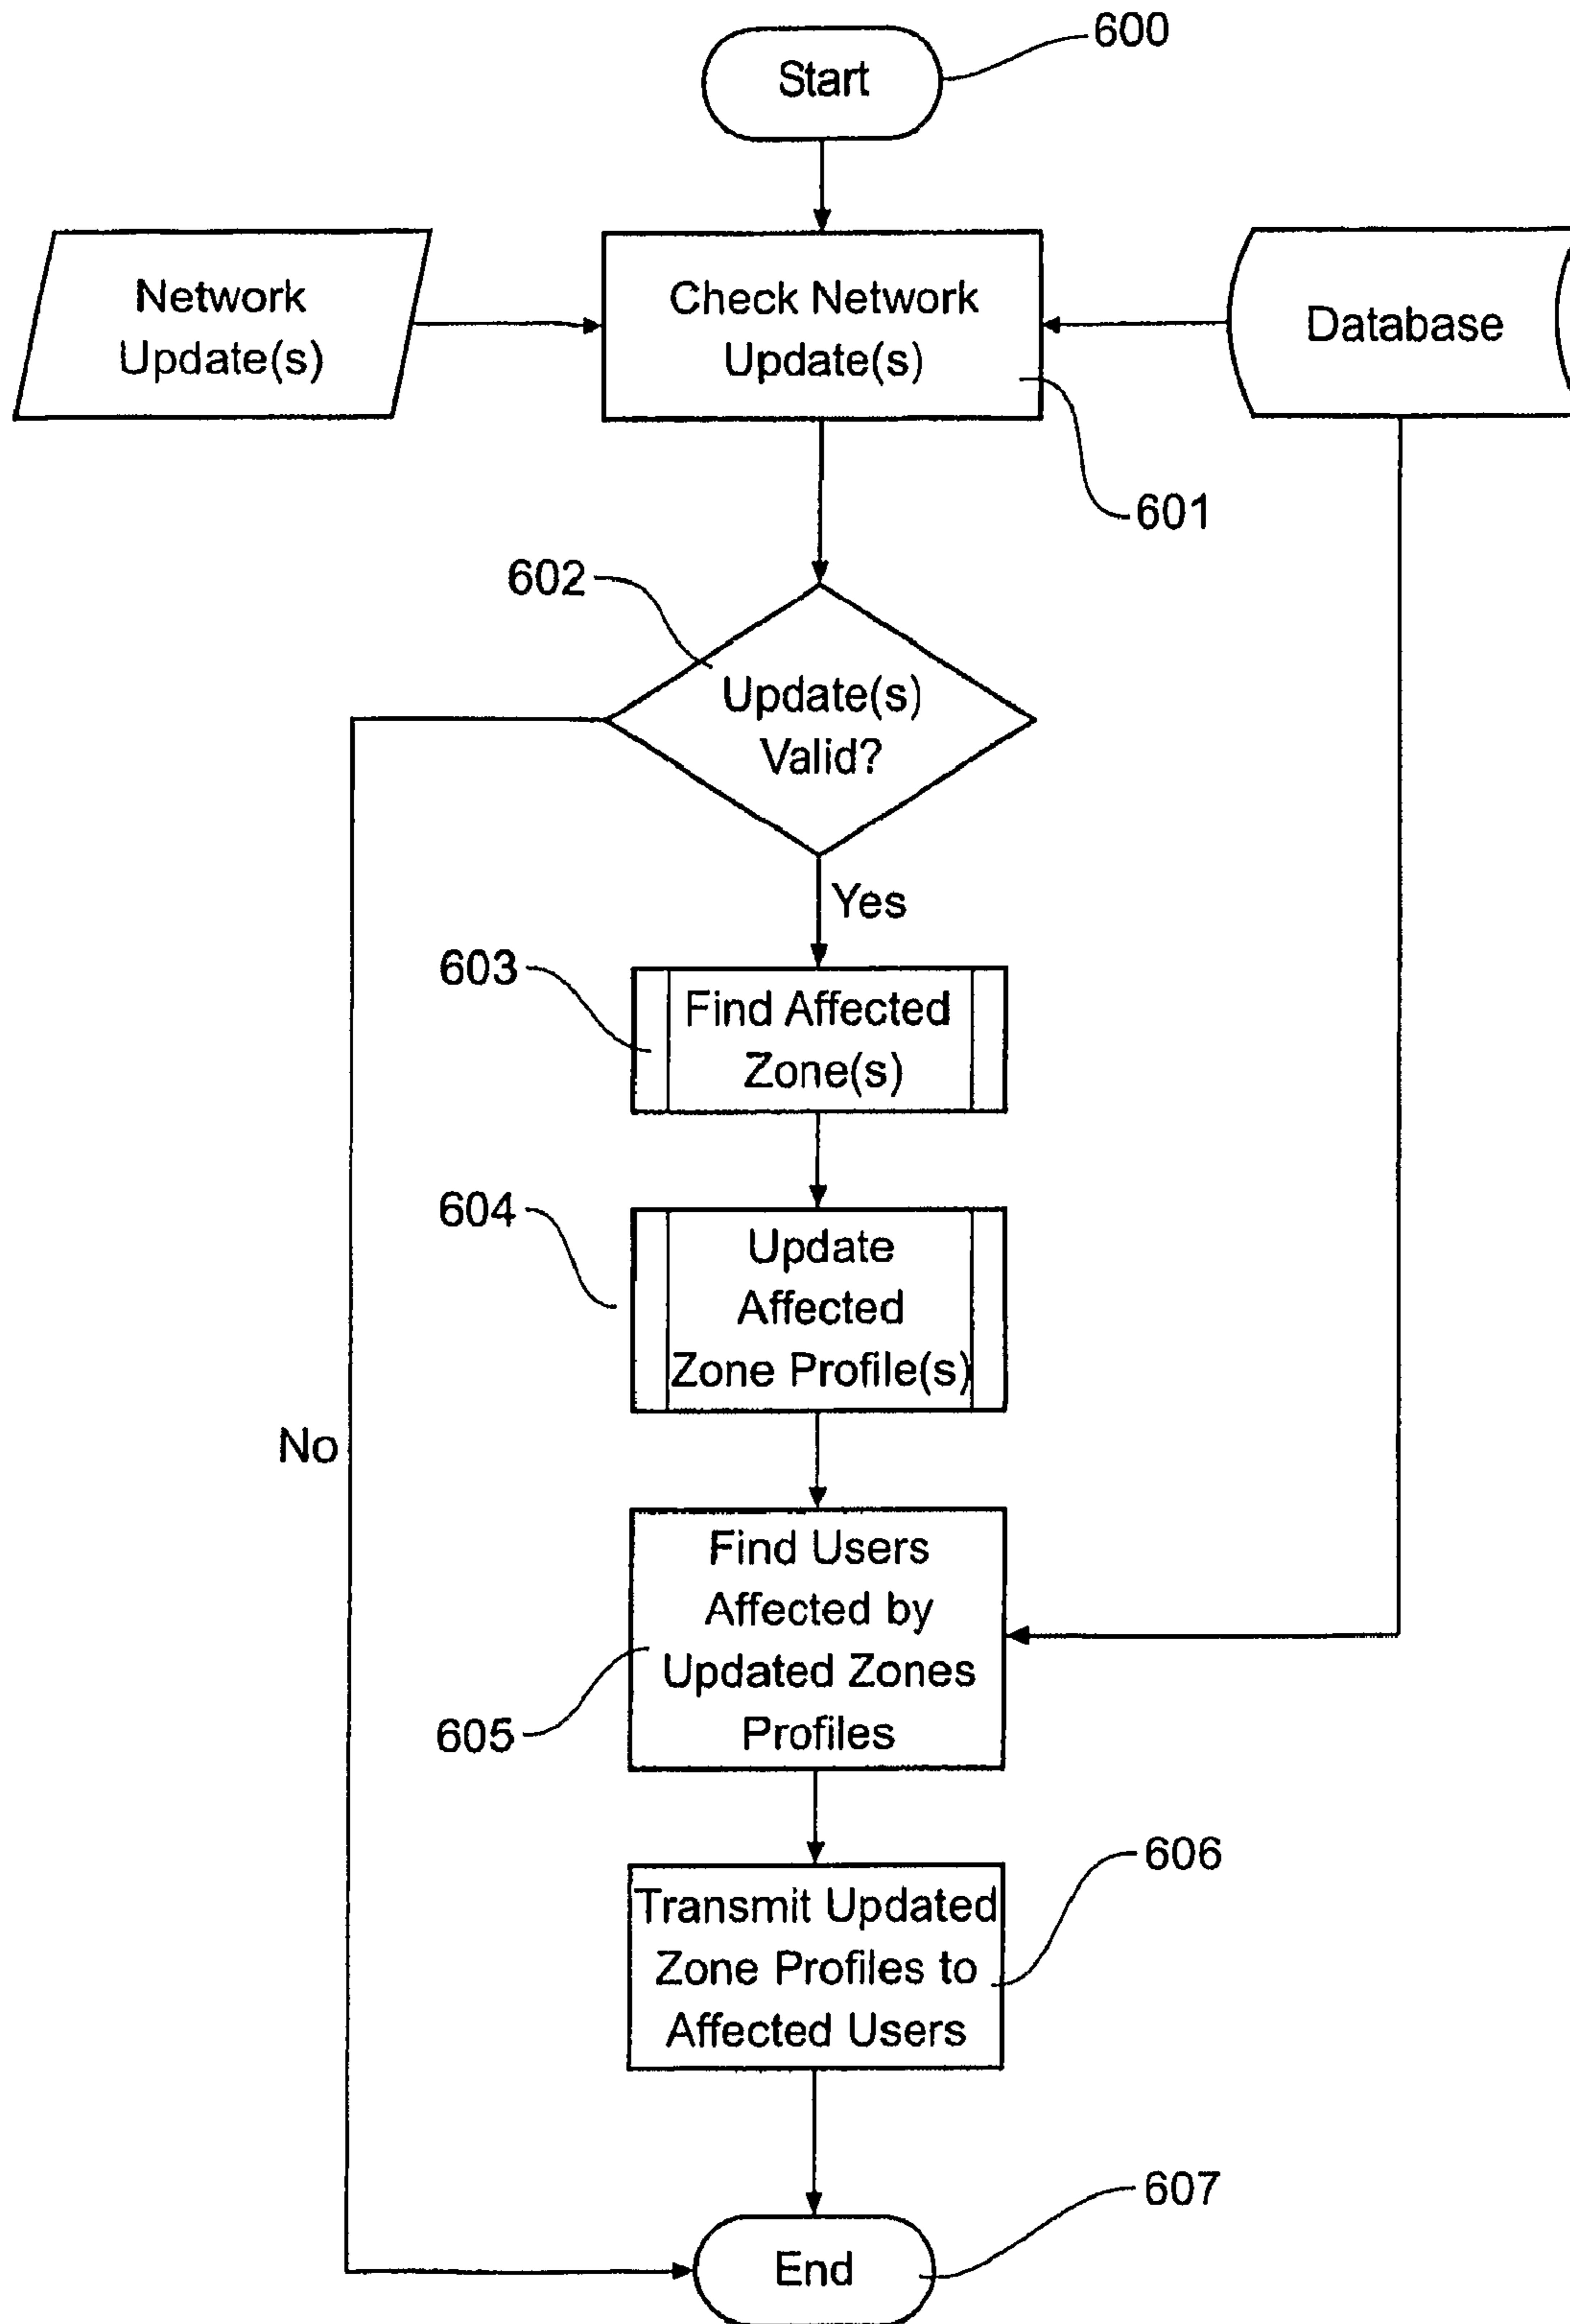 Start
600
Network
Update(s)
Check Network
Update(s)
Database
601
602
Update(s)
Valid?
Yes
603
Find Affected
Zone(s)
604
Update
Affected
Zone Profile(s)
No
Find Users
Affected by
Updated Zones
Profiles
605
606
Transmit Updated
Zone Profiles to
Affected Users
607
End